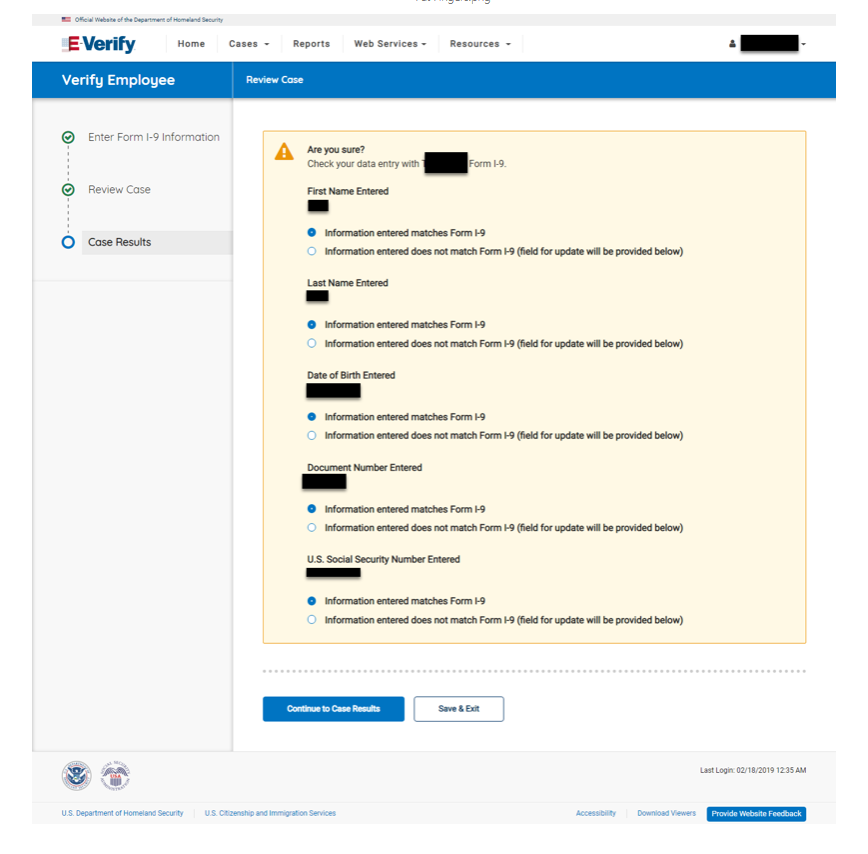 Official Website of the Department of Homeland Security
E-Verify
Home
Cases
Reports
Web Services
Resources
Verify Employee
Review Case
Enter Form I-9 Information
Review Case
Case Results
Are you sure?
Check your data entry with Form I-9.
First Name Entered
Information entered matches Form I-9
Information entered does not match Form I-9 (field for update will be provided below)
Last Name Entered
Information entered matches Form I-9
Information entered does not match Form I-9 (field for update will be provided below)
Date of Birth Entered
Information entered matches Form I-9
Information entered does not match Form I-9 (field for update will be provided below)
Document Number Entered
Information entered matches Form I-9
Information entered does not match Form I-9 (field for update will be provided below)
U.S. Social Security Number Entered
Information entered matches Form I-9
Information entered does not match Form I-9 (field for update will be provided below)
Continue to Case Results
Save & Exit
Last Login: 02/18/2019 12:35 AM
U.S. Department of Homeland Security
U.S. Citizenship and Immigration Services
Accessibility
Download Viewers
Provide Website Feedback